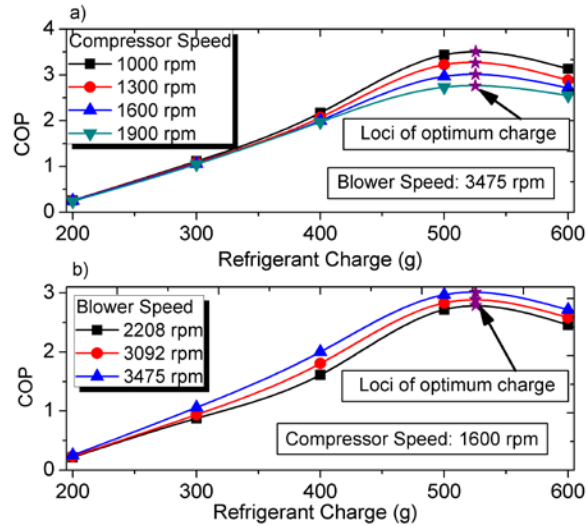 a)
4
3
2
1
0
COP
Compressor Speed
1000 rpm
1300 rpm
1600 rpm
1900 rpm
Loci of optimum charge
Blower Speed: 3475 rpm
200 300 400 500 600
Refrigerant Charge (g)
b)
3
2
1
0
COP
Blower Speed
2208 rpm
3092 rpm
3475 rpm
Loci of optimum charge
Compressor Speed: 1600 rpm
200 300 400 500 600
Refrigerant Charge (g)